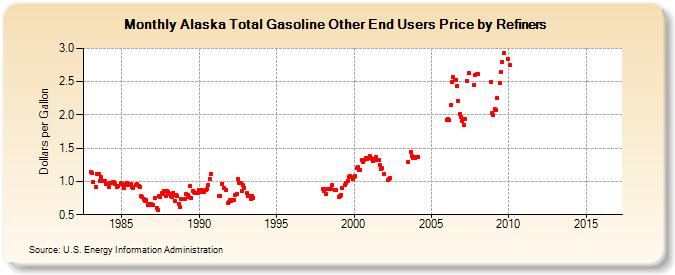 Monthly Alaska Total Gasoline Other End Users Price by Refiners
Dollars per Gallon
3.0
2.5
2.0
1.5
1.0
0.5
1985 1990 1995 2000 2005 2010 2015
Source: U.S. Energy Information Administration